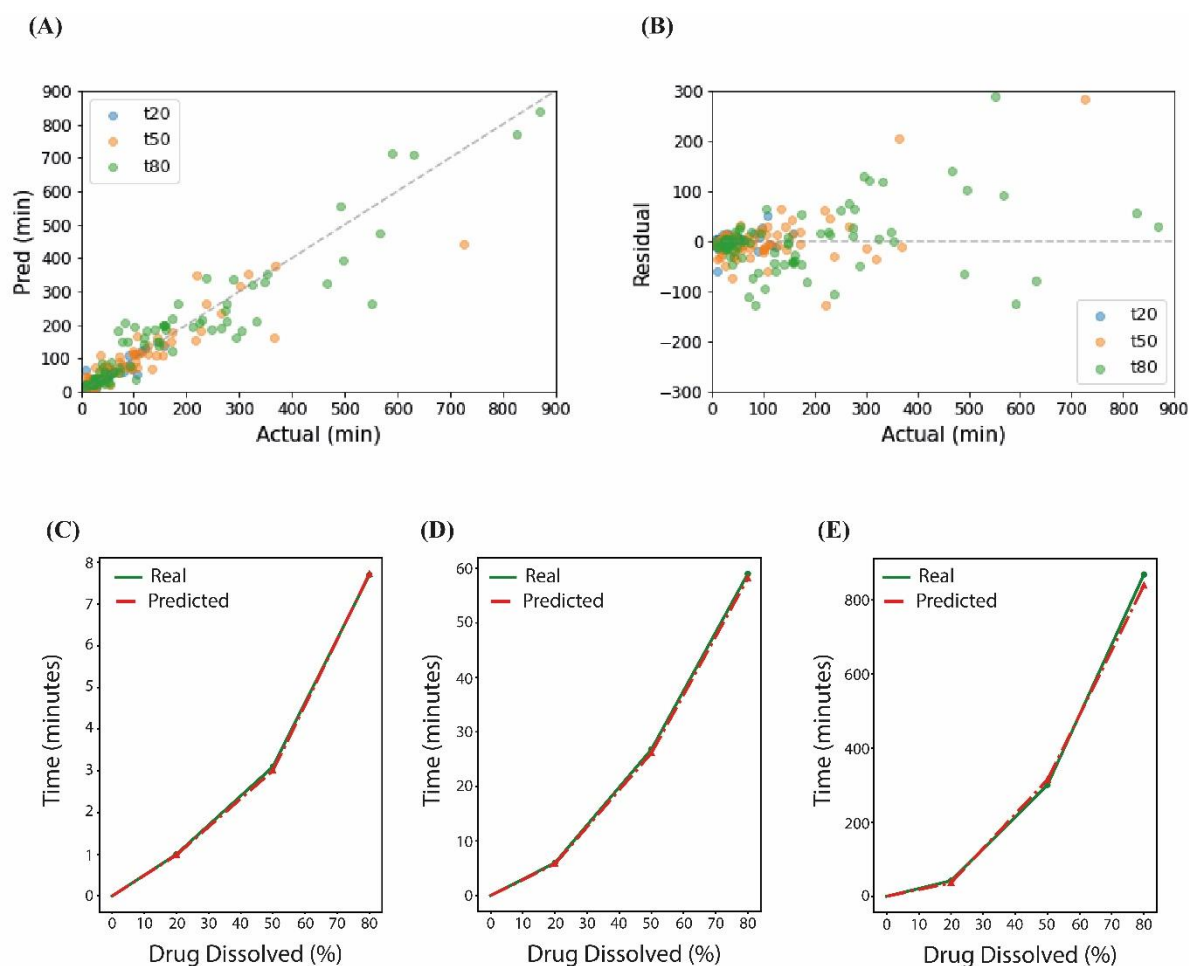 (A)
900
800
700
600
500
400
300
200
100
0
Pred (min)
t20
t50
t80
0 100 200 300 400 500 600 700 800 900
Actual (min)
(B)
300
200
100
0
−100
−200
−300
Residual
t20
t50
t80
0 100 200 300 400 500 600 700 800 900
Actual (min)
(C)
8
7
6
5
4
3
2
1
0
Time (minutes)
Real
Predicted
0 10 20 30 40 50 60 70 80
Drug Dissolved (%)
(D)
60
50
40
30
20
10
0
Time (minutes)
Real
Predicted
0 10 20 30 40 50 60 70 80
Drug Dissolved (%)
(E)
800
600
400
200
0
Time (minutes)
Real
Predicted
0 10 20 30 40 50 60 70 80
Drug Dissolved (%)